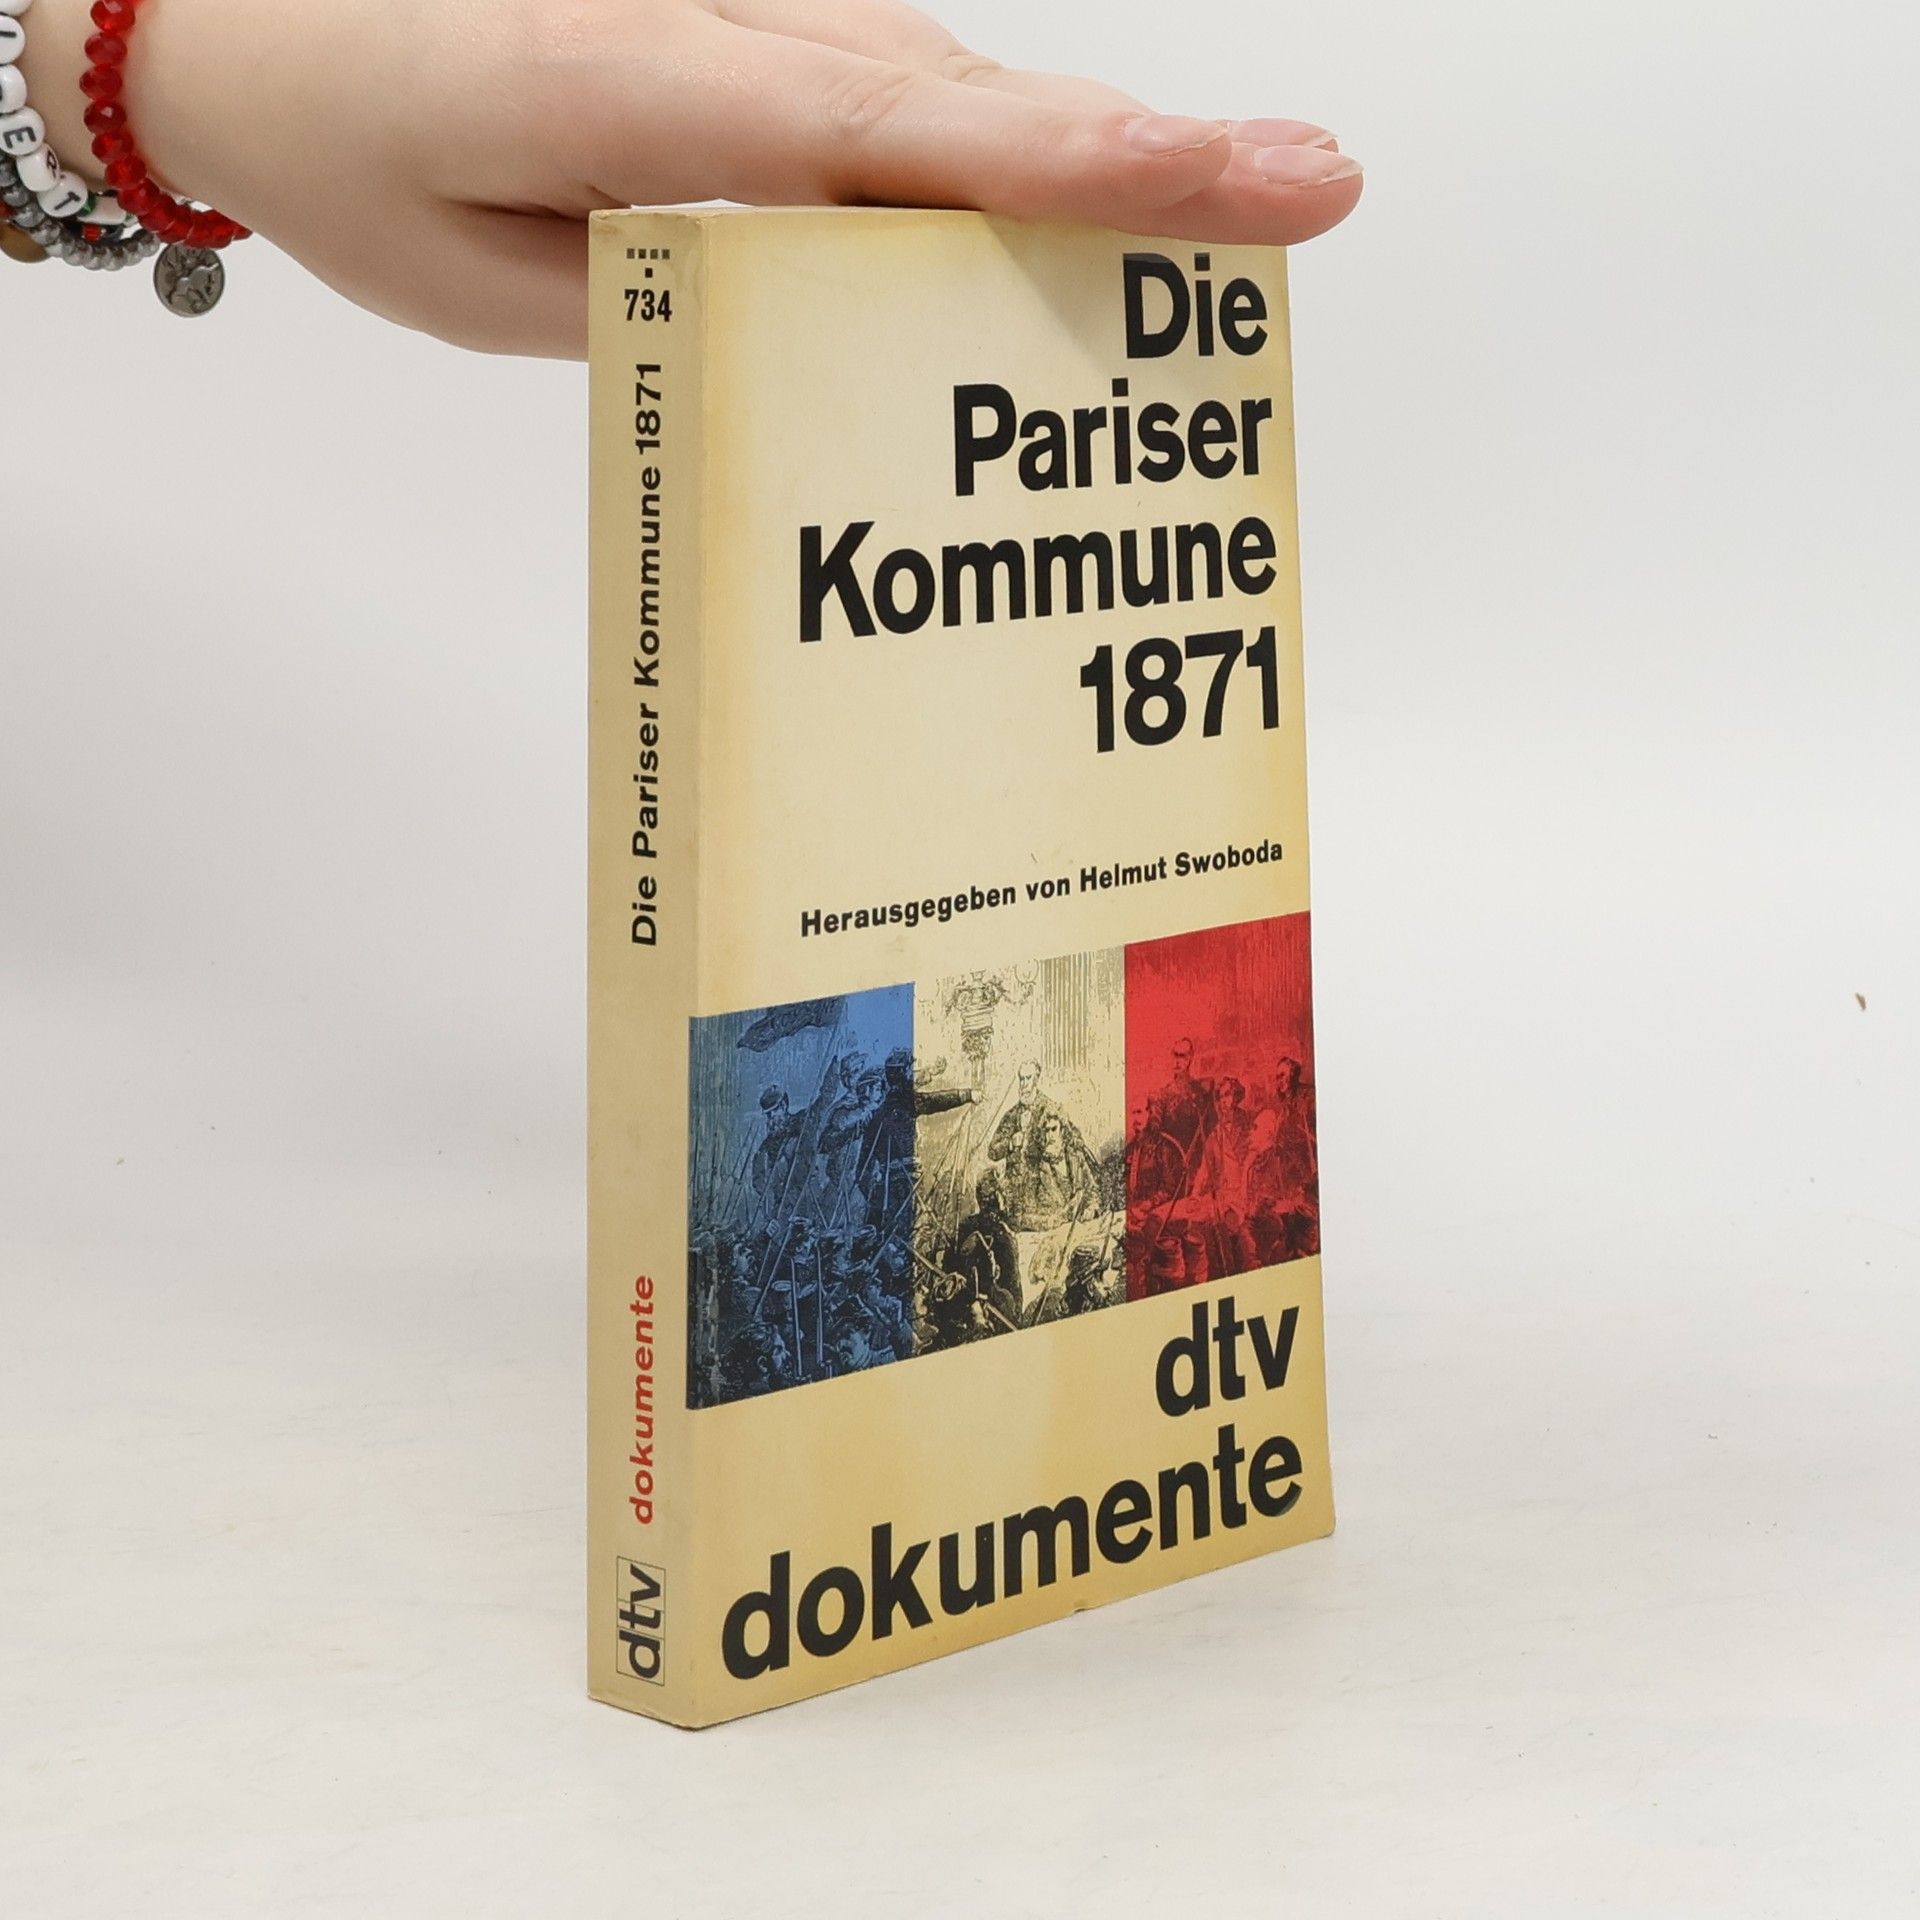 734
Die Pariser Kommune 1871
dokumente
dtv
Die
Pariser
Kommune
1871
Herausgegeben von Helmut Swoboda
dtv
dokumente